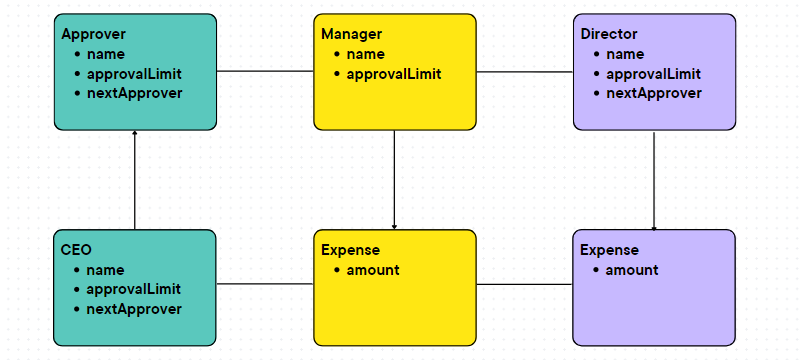 Approver
• name
• approvalLimit
• nextApprover
Manager
• name
• approvalLimit
Director
• name
• approvalLimit
• nextApprover
CEO
• name
• approvalLimit
• nextApprover
Expense
• amount
Expense
• amount